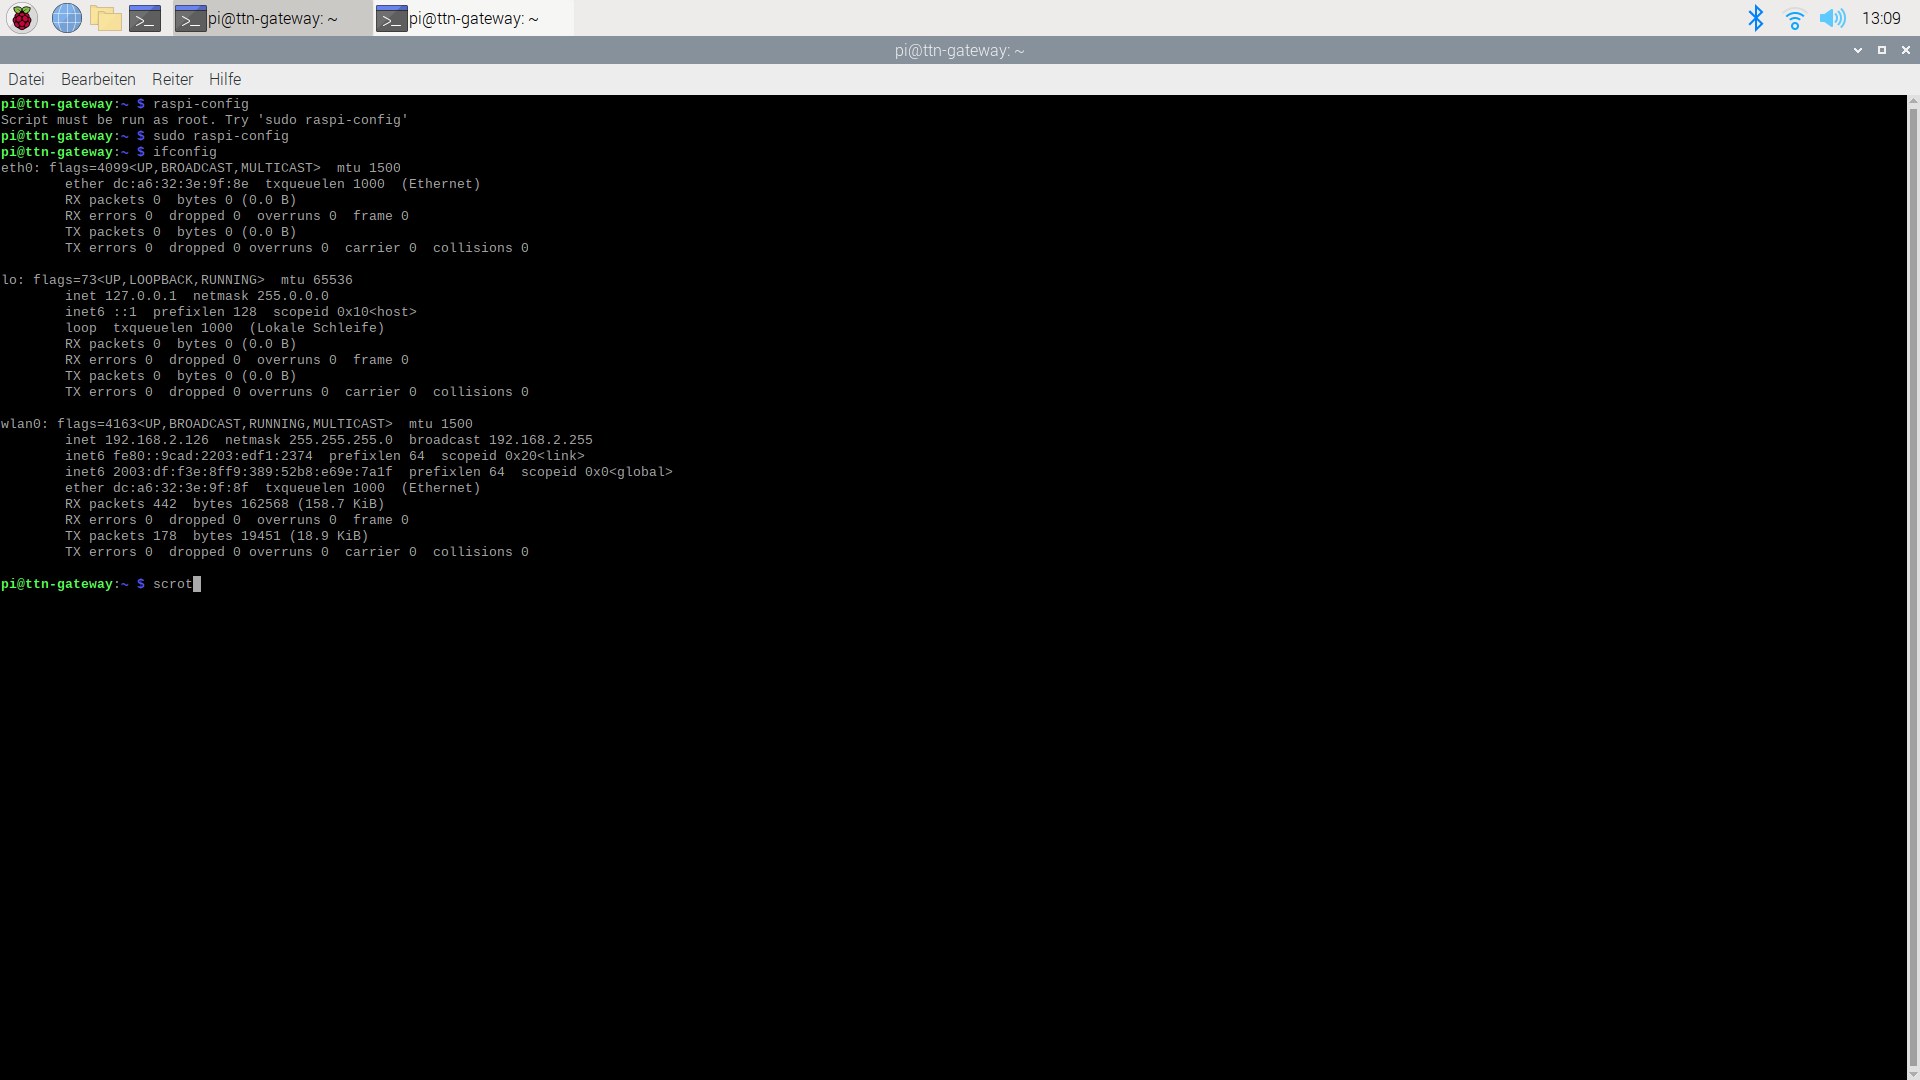 pi@ttn-gateway: ~ pi@ttn-gateway: ~ 13:09
pi@ttn-gateway: ~
Datei Bearbeiten Reiter Hilfe
pi@ttn-gateway:~ $ raspi-config
Script must be run as root. Try 'sudo raspi-config'
pi@ttn-gateway:~ $ sudo raspi-config
pi@ttn-gateway:~ $ ifconfig
eth0: flags=4099<UP,BROADCAST,MULTICAST>  mtu 1500
        ether dc:a6:32:3e:9f:8e  txqueuelen 1000  (Ethernet)
        RX packets 0  bytes 0 (0.0 B)
        RX errors 0  dropped 0  overruns 0  frame 0
        TX packets 0  bytes 0 (0.0 B)
        TX errors 0  dropped 0 overruns 0  carrier 0  collisions 0

lo: flags=73<UP,LOOPBACK,RUNNING>  mtu 65536
        inet 127.0.0.1  netmask 255.0.0.0
        inet6 ::1  prefixlen 128  scopeid 0x10<host>
        loop  txqueuelen 1000  (Lokale Schleife)
        RX packets 0  bytes 0 (0.0 B)
        RX errors 0  dropped 0  overruns 0  frame 0
        TX packets 0  bytes 0 (0.0 B)
        TX errors 0  dropped 0 overruns 0  carrier 0  collisions 0

wlan0: flags=4163<UP,BROADCAST,RUNNING,MULTICAST>  mtu 1500
        inet 192.168.2.126  netmask 255.255.255.0  broadcast 192.168.2.255
        inet6 fe80::9cad:2203:edf1:2374  prefixlen 64  scopeid 0x20<link>
        inet6 2003:df:f3e:8ff9:389:52b8:e69e:7a1f  prefixlen 64  scopeid 0x0<global>
        ether dc:a6:32:3e:9f:8f  txqueuelen 1000  (Ethernet)
        RX packets 442  bytes 162568 (158.7 KiB)
        RX errors 0  dropped 0  overruns 0  frame 0
        TX packets 178  bytes 19451 (18.9 KiB)
        TX errors 0  dropped 0 overruns 0  carrier 0  collisions 0

pi@ttn-gateway:~ $ scrot